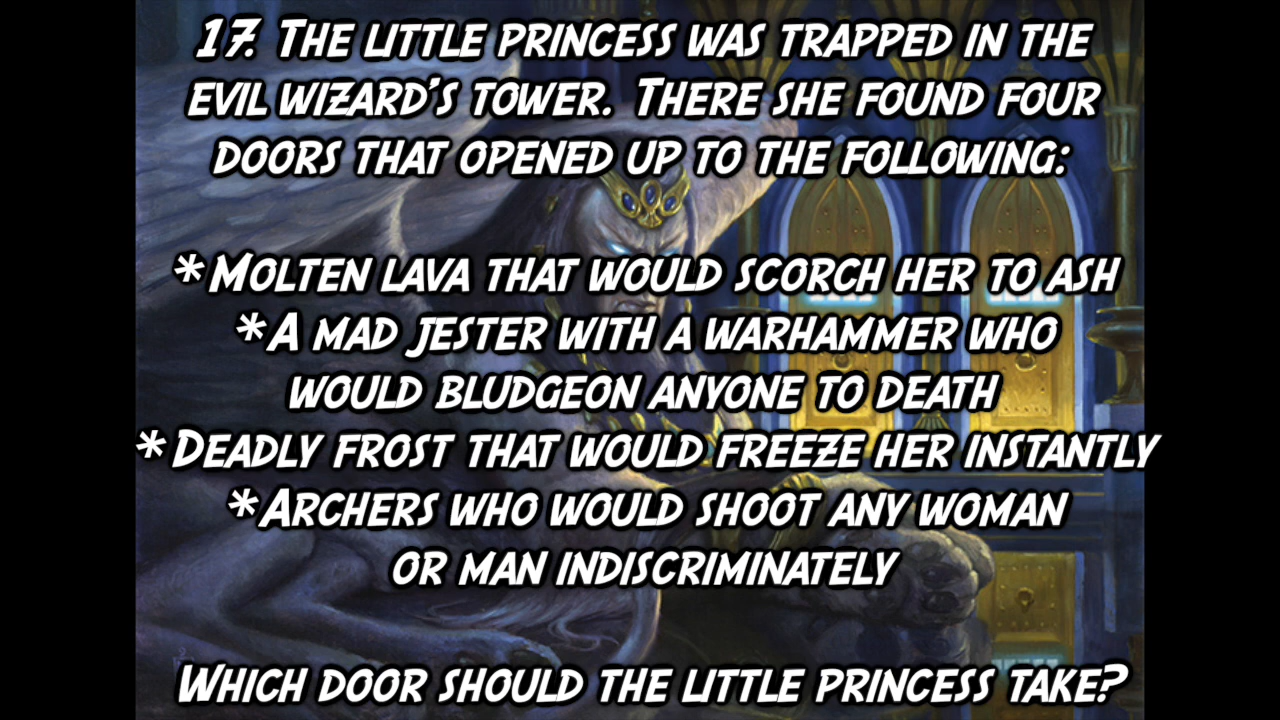 17. The little princess was trapped in the
evil wizard's tower. There she found four
doors that opened up to the following:
*Molten lava that would scorch her to ash
*A mad jester with a warhammer who
would bludgeon anyone to death
*Deadly frost that would freeze her instantly
*Archers who would shoot any woman
or man indiscriminately
Which door should the little princess take?